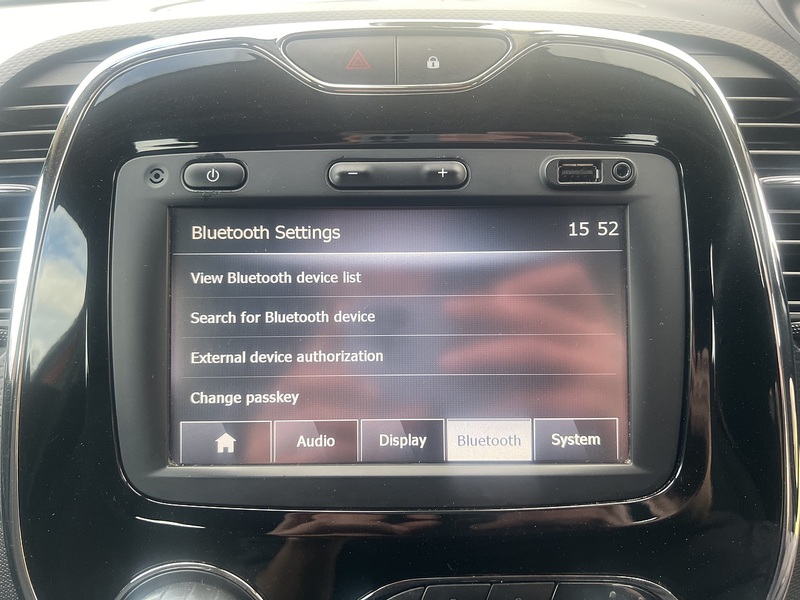 Bluetooth Settings 15 52
View Bluetooth device list
Search for Bluetooth device
External device authorization
Change passkey
Audio Display Bluetooth System